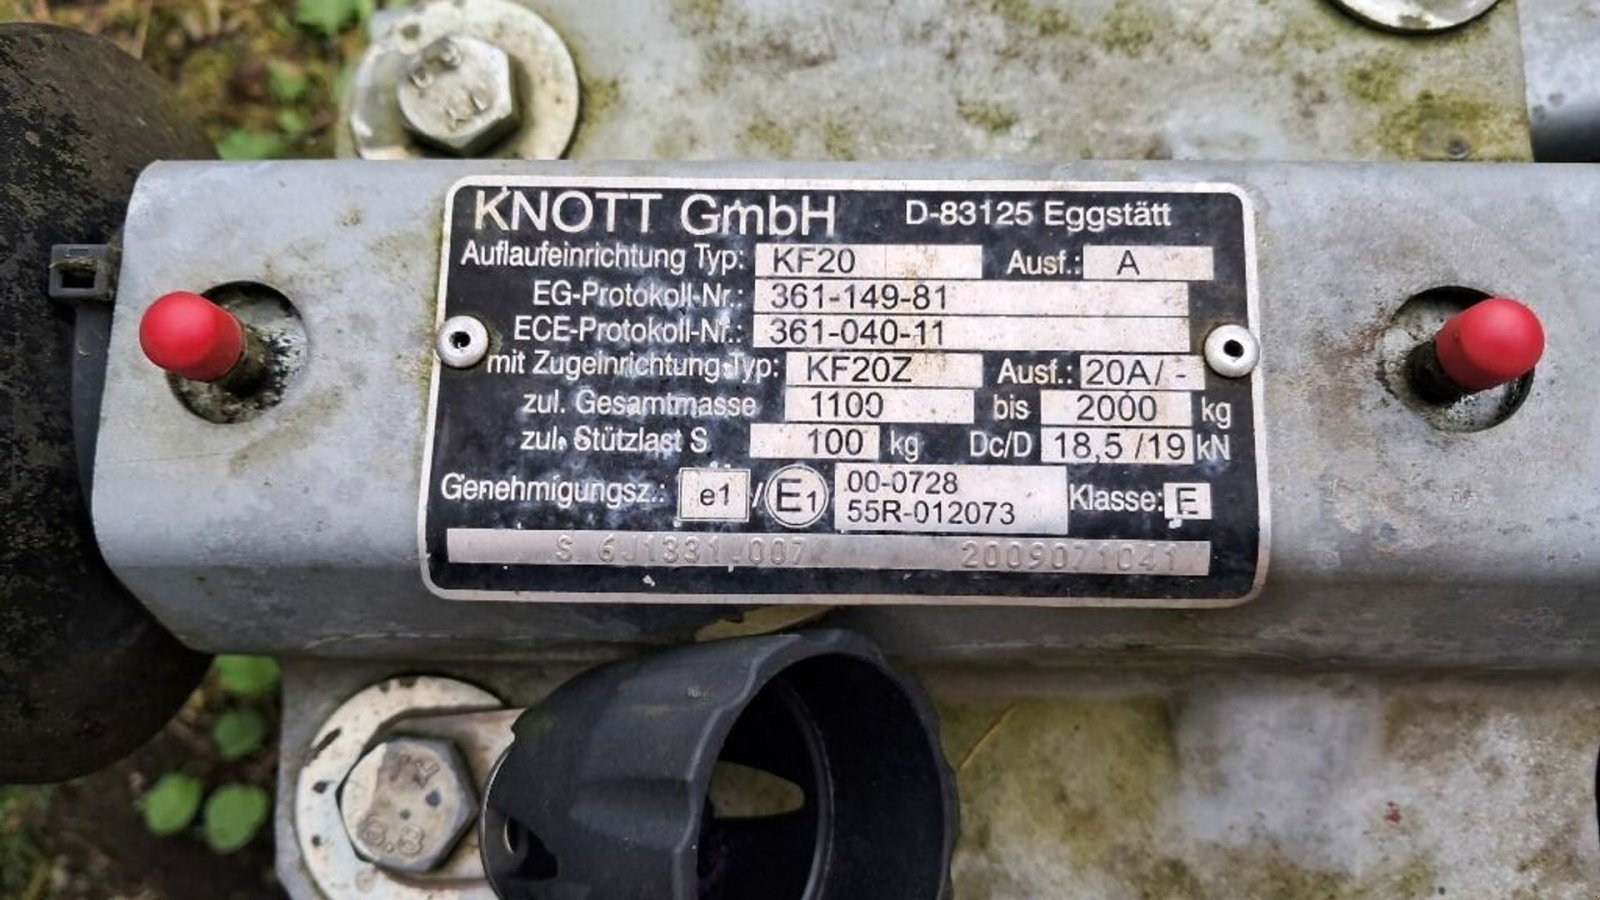 KNOTT GmbH D-83125 Eggstätt
Auflaufeinrichtung Typ: KF20 Ausf.: A
EG-Protokoll-Nr.: 361-149-81
ECE-Protokoll-Nr.: 361-040-11
mit Zugeinrichtung-Typ: KF20Z Ausf.: 20A/ -
zul. Gesamtmasse 1100 bis 2000 kg
zul. Stützlast S 100 kg Dc/D 18,5 /19 kN
Genehmigungsz.: e1 / E1 00-0728
55R-012073 Klasse: E
S 6J1331.007 2009071041
8.8